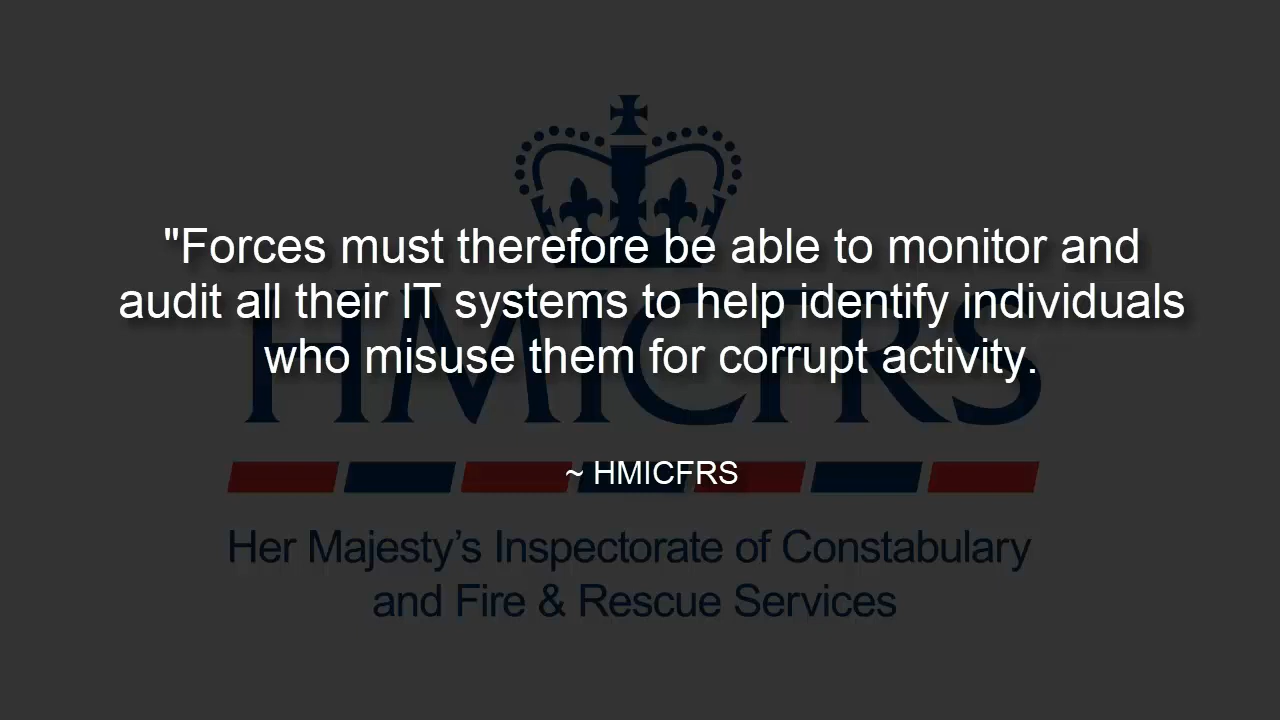 "Forces must therefore be able to monitor and
audit all their IT systems to help identify individuals
who misuse them for corrupt activity.
HMICFRS
~ HMICFRS
Her Majesty's Inspectorate of Constabulary
and Fire & Rescue Services